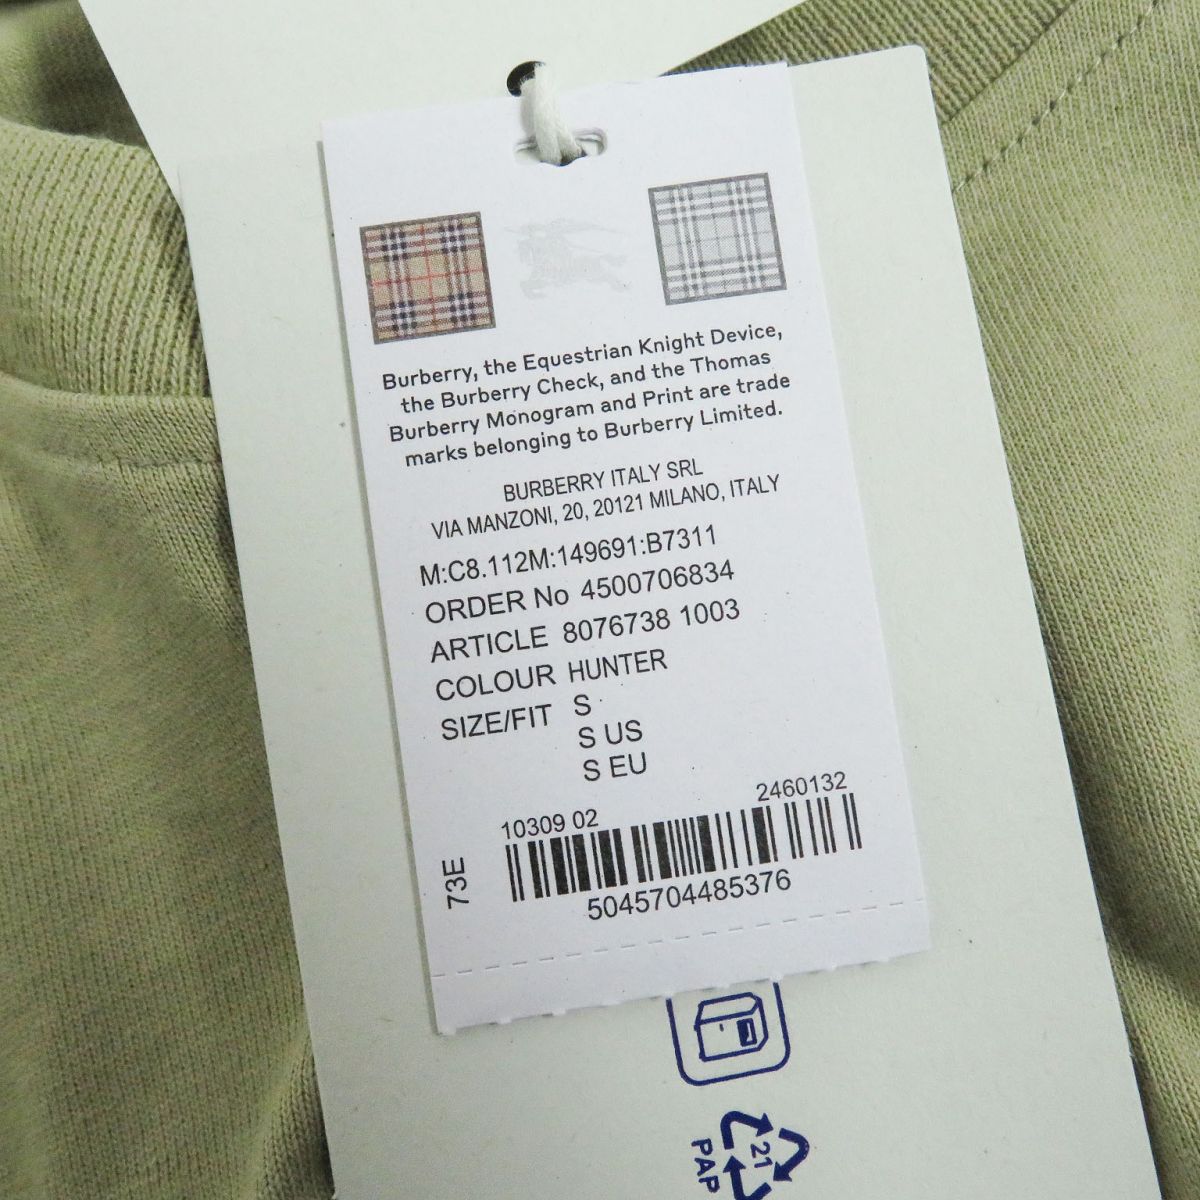 Burberry, the Equestrian Knight Device,
the Burberry Check, and the Thomas
Burberry Monogram and Print are trade
marks belonging to Burberry Limited.
BURBERRY ITALY SRL
VIA MANZONI, 20, 20121 MILANO, ITALY
M:C8.112M:149691:B7311
ORDER No 4500706834
ARTICLE 8076738 1003
COLOUR HUNTER
SIZE/FIT S
S US
S EU
10309 02 2460132
73E
5045704485376
21
PAP